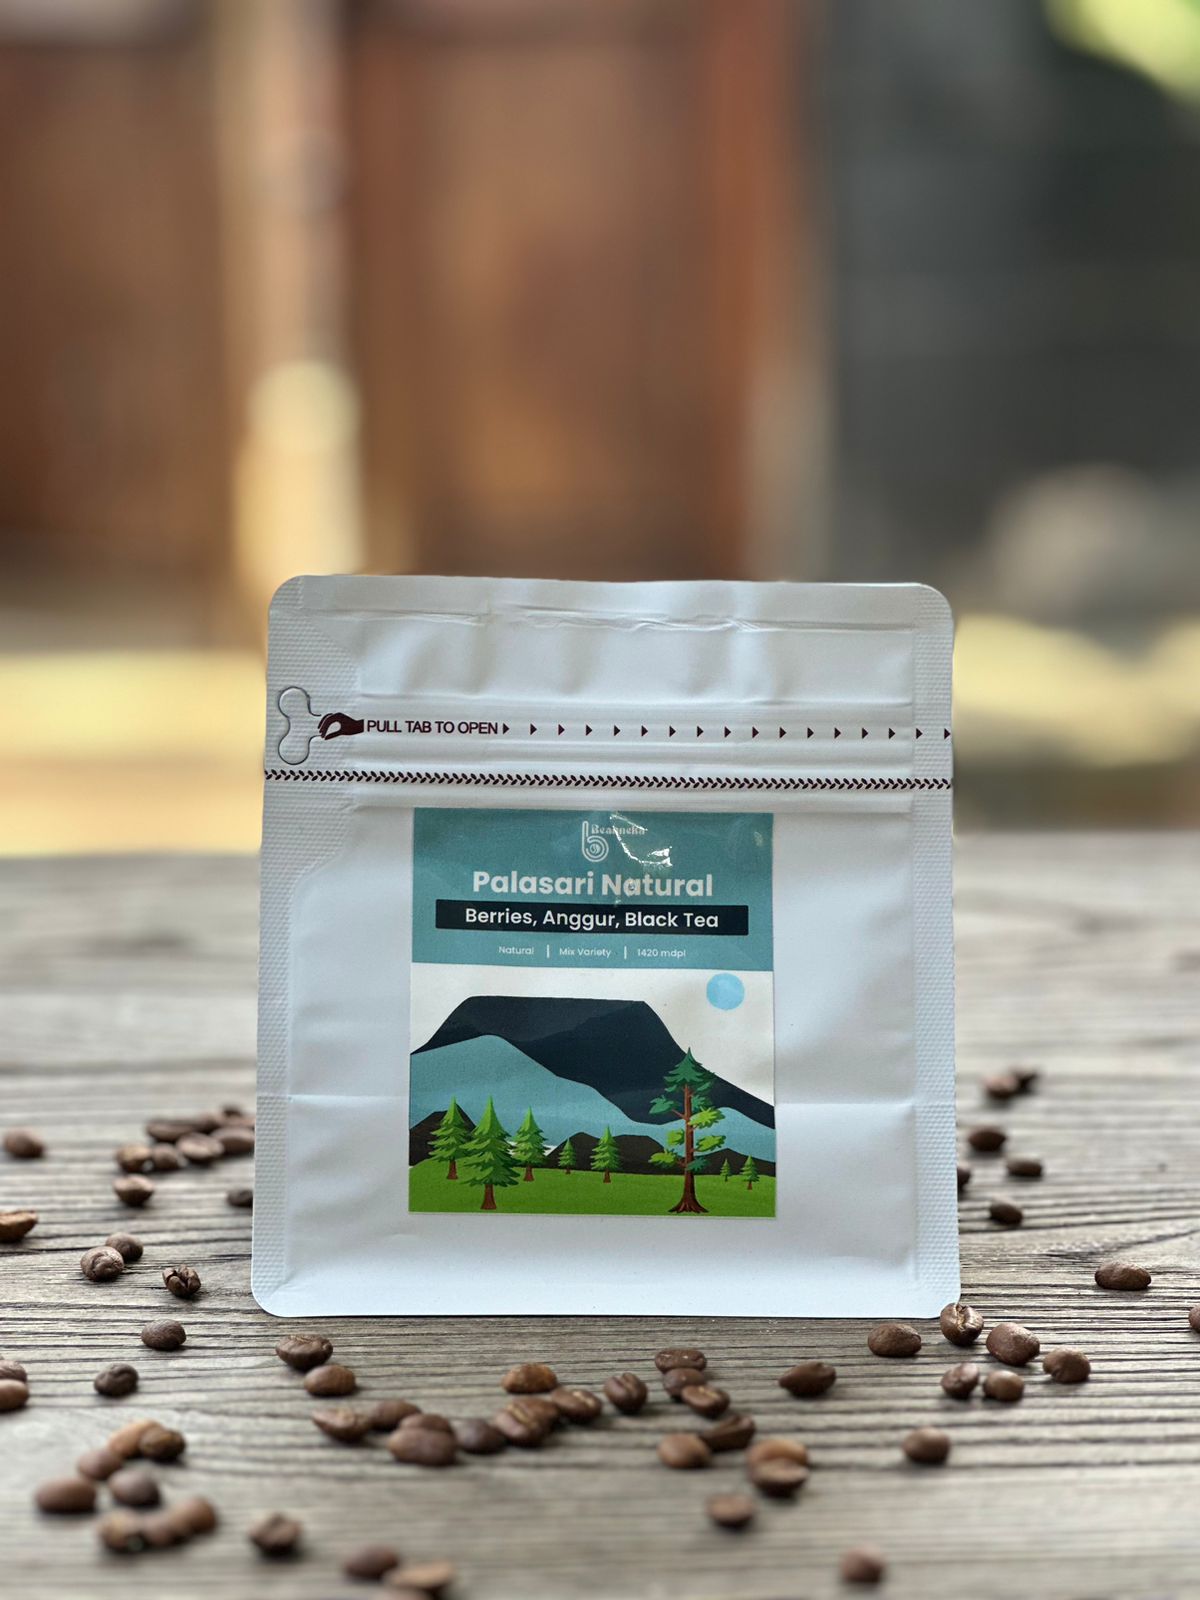 PULL TAB TO OPEN
Palasari Natural
Berries, Anggur, Black Tea
Natural | Mix Variety | 1420 mdpl